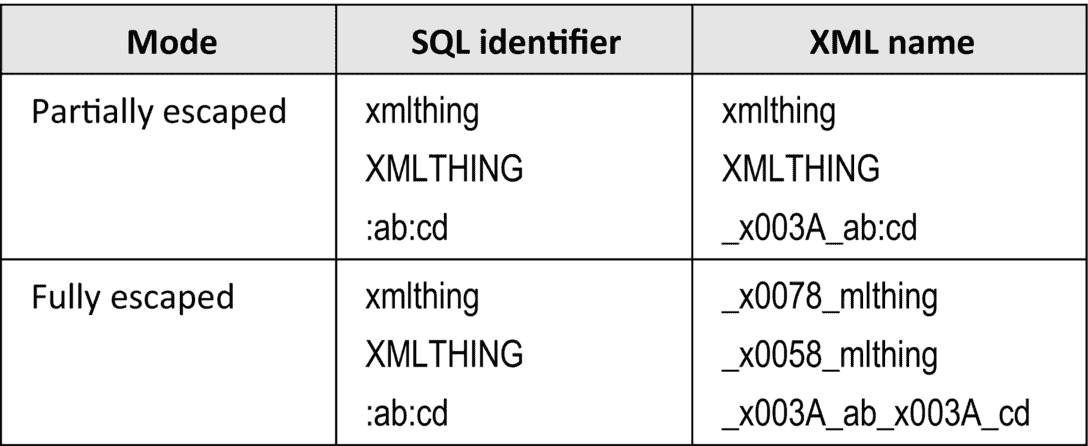 Mode SQL identifier XML name
Partially escaped xmlthing xmlthing
XMLTHING XMLTHING
:ab:cd _x003A_ab:cd
Fully escaped xmlthing _x0078_mlthing
XMLTHING _x0058_mlthing
:ab:cd _x003A_ab_x003A_cd